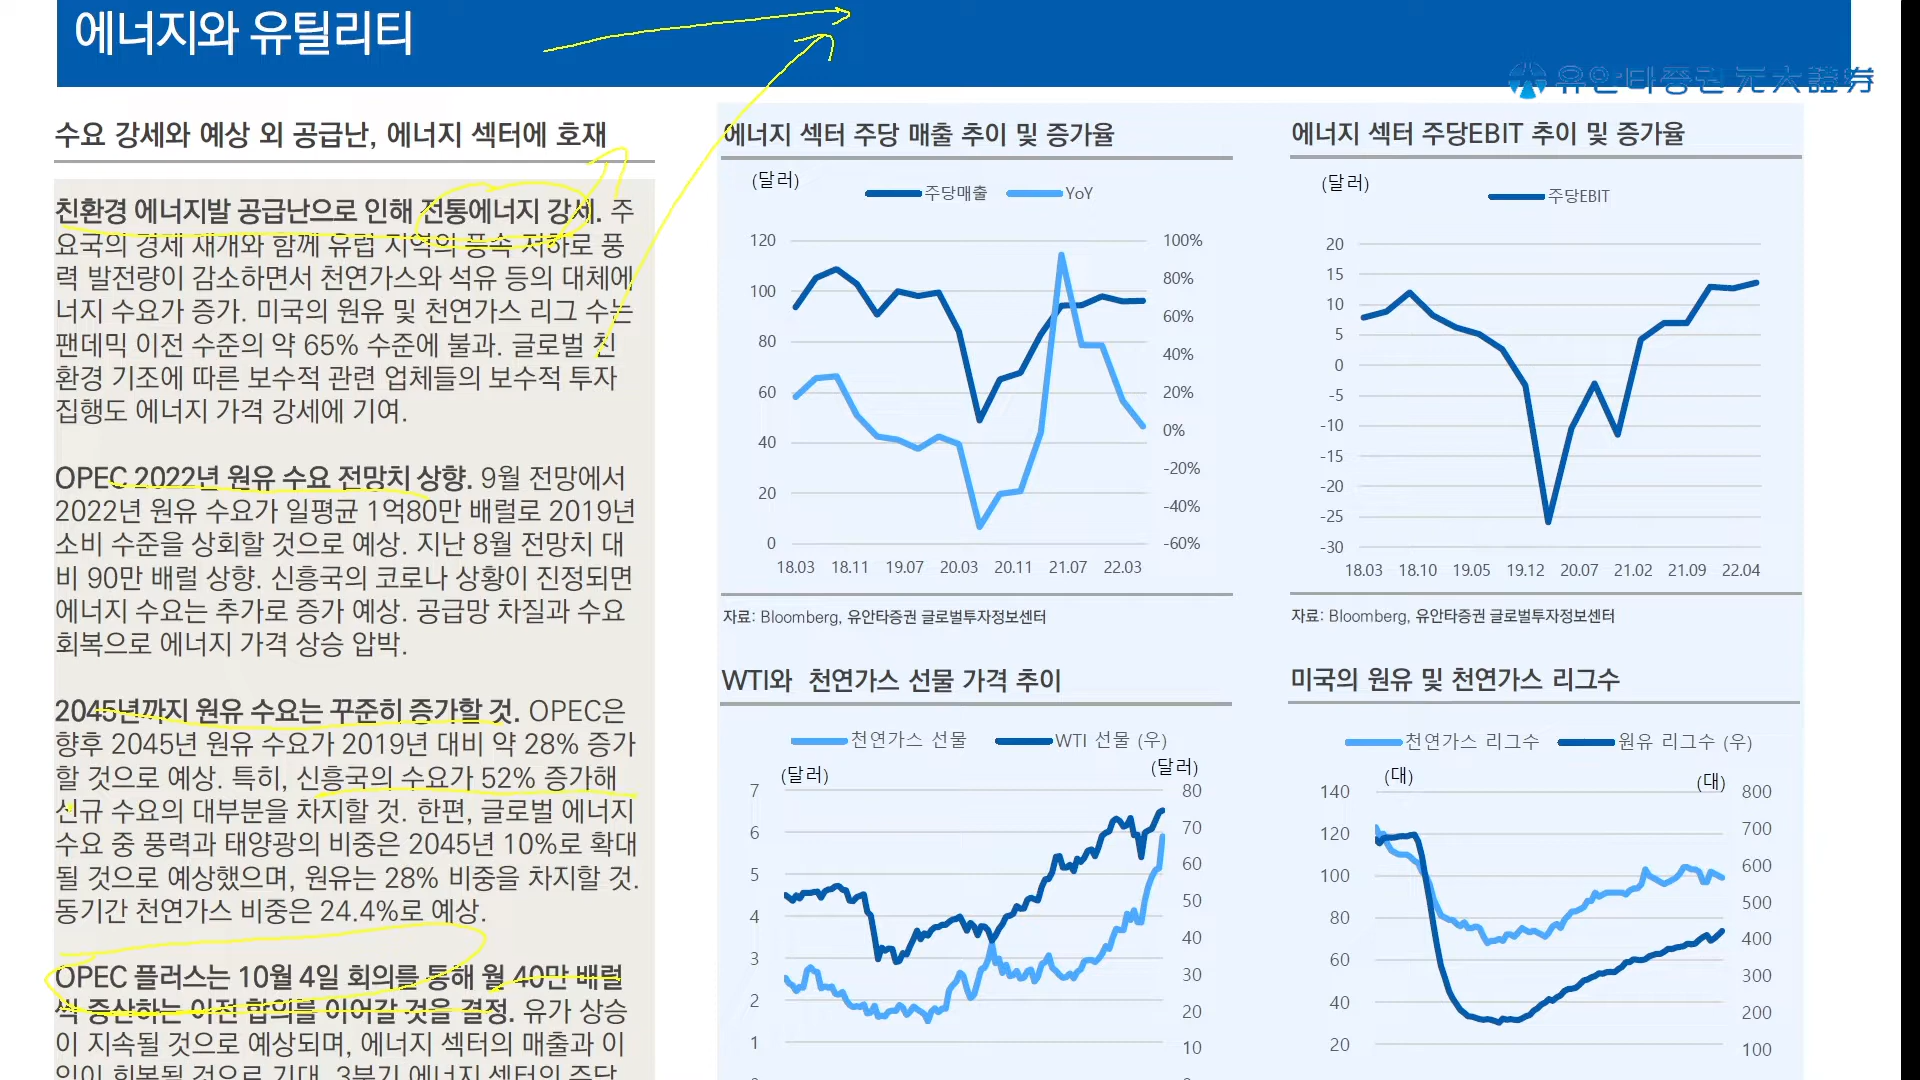 에너지와 유틸리티
유안타증권 元大證券
수요 강세와 예상 외 공급난, 에너지 섹터에 호재
친환경 에너지발 공급난으로 인해 전통에너지 강세. 주
요국의 경제 재개와 함께 유럽 지역의 풍속 저하로 풍
력 발전량이 감소하면서 천연가스와 석유 등의 대체에
너지 수요가 증가. 미국의 원유 및 천연가스 리그 수는
팬데믹 이전 수준의 약 65% 수준에 불과. 글로벌 친
환경 기조에 따른 보수적 관련 업체들의 보수적 투자
집행도 에너지 가격 강세에 기여.
OPEC 2022년 원유 수요 전망치 상향. 9월 전망에서
2022년 원유 수요가 일평균 1억80만 배럴로 2019년
소비 수준을 상회할 것으로 예상. 지난 8월 전망치 대
비 90만 배럴 상향. 신흥국의 코로나 상황이 진정되면
에너지 수요는 추가로 증가 예상. 공급망 차질과 수요
회복으로 에너지 가격 상승 압박.
2045년까지 원유 수요는 꾸준히 증가할 것. OPEC은
향후 2045년 원유 수요가 2019년 대비 약 28% 증가
할 것으로 예상. 특히, 신흥국의 수요가 52% 증가해
신규 수요의 대부분을 차지할 것. 한편, 글로벌 에너지
수요 중 풍력과 태양광의 비중은 2045년 10%로 확대
될 것으로 예상했으며, 원유는 28% 비중을 차지할 것.
동기간 천연가스 비중은 24.4%로 예상.
OPEC 플러스는 10월 4일 회의를 통해 월 40만 배럴
씩 증산하는 이전 합의를 이어갈 것을 결정. 유가 상승
이 지속될 것으로 예상되며, 에너지 섹터의 매출과 이
익이 회복될 것으로 기대. 3분기 에너지 섹터의 주당
에너지 섹터 주당 매출 추이 및 증가율
(달러)
주당매출 YoY
120 100%
80%
100
60%
80
40%
60 20%
0%
40
-20%
20
-40%
0 -60%
18.03 18.11 19.07 20.03 20.11 21.07 22.03
자료: Bloomberg, 유안타증권 글로벌투자정보센터
에너지 섹터 주당EBIT 추이 및 증가율
(달러)
주당EBIT
20
15
10
5
0
-5
-10
-15
-20
-25
-30
18.03 18.10 19.05 19.12 20.07 21.02 21.09 22.04
자료: Bloomberg, 유안타증권 글로벌투자정보센터
WTI와 천연가스 선물 가격 추이
천연가스 선물 WTI 선물 (우)
(달러) (달러)
7 80
6 70
60
5
50
4
40
3
30
2
20
1 10
미국의 원유 및 천연가스 리그수
천연가스 리그수 원유 리그수 (우)
(대) (대)
140 800
120 700
600
100
500
80
400
60
300
40
200
20 100